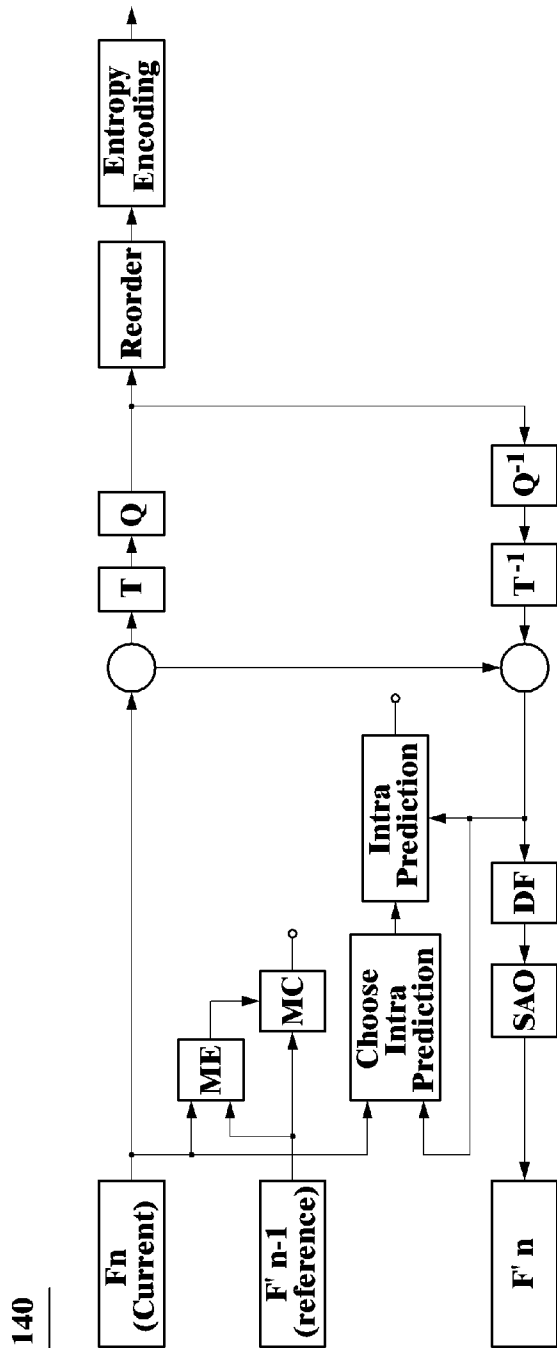 140
Fn
(Current)
T
Q
Reorder
Entropy
Encoding
ME
F' n-1
(reference)
MC
Choose
Intra
Prediction
Intra
Prediction
F' n
SAO
DF
T-1
Q-1